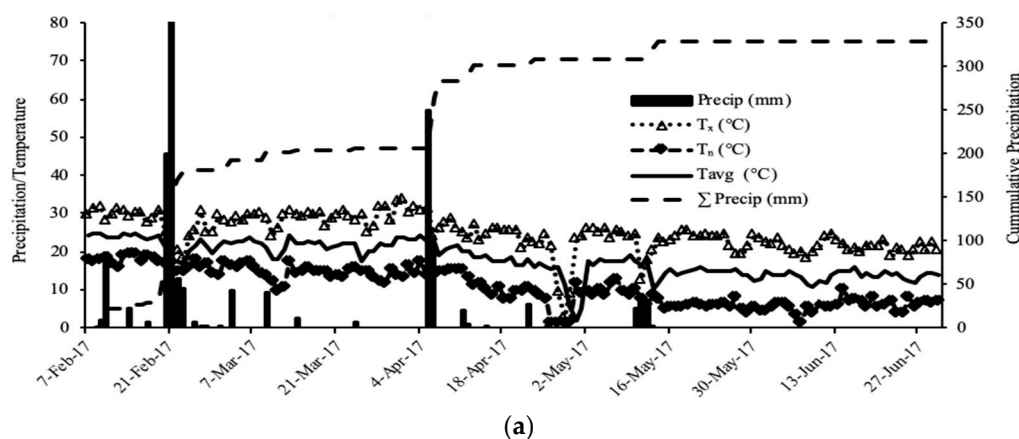 80
70
60
50
40
30
20
10
0
Precipitation/Temperature
350
300
250
200
150
100
50
0
Cummulative Precipitation
Precip (mm)
Tₓ (°C)
Tₙ (°C)
Tavg (°C)
∑ Precip (mm)
7-Feb-17
21-Feb-17
7-Mar-17
21-Mar-17
4-Apr-17
18-Apr-17
2-May-17
16-May-17
30-May-17
13-Jun-17
27-Jun-17
(a)